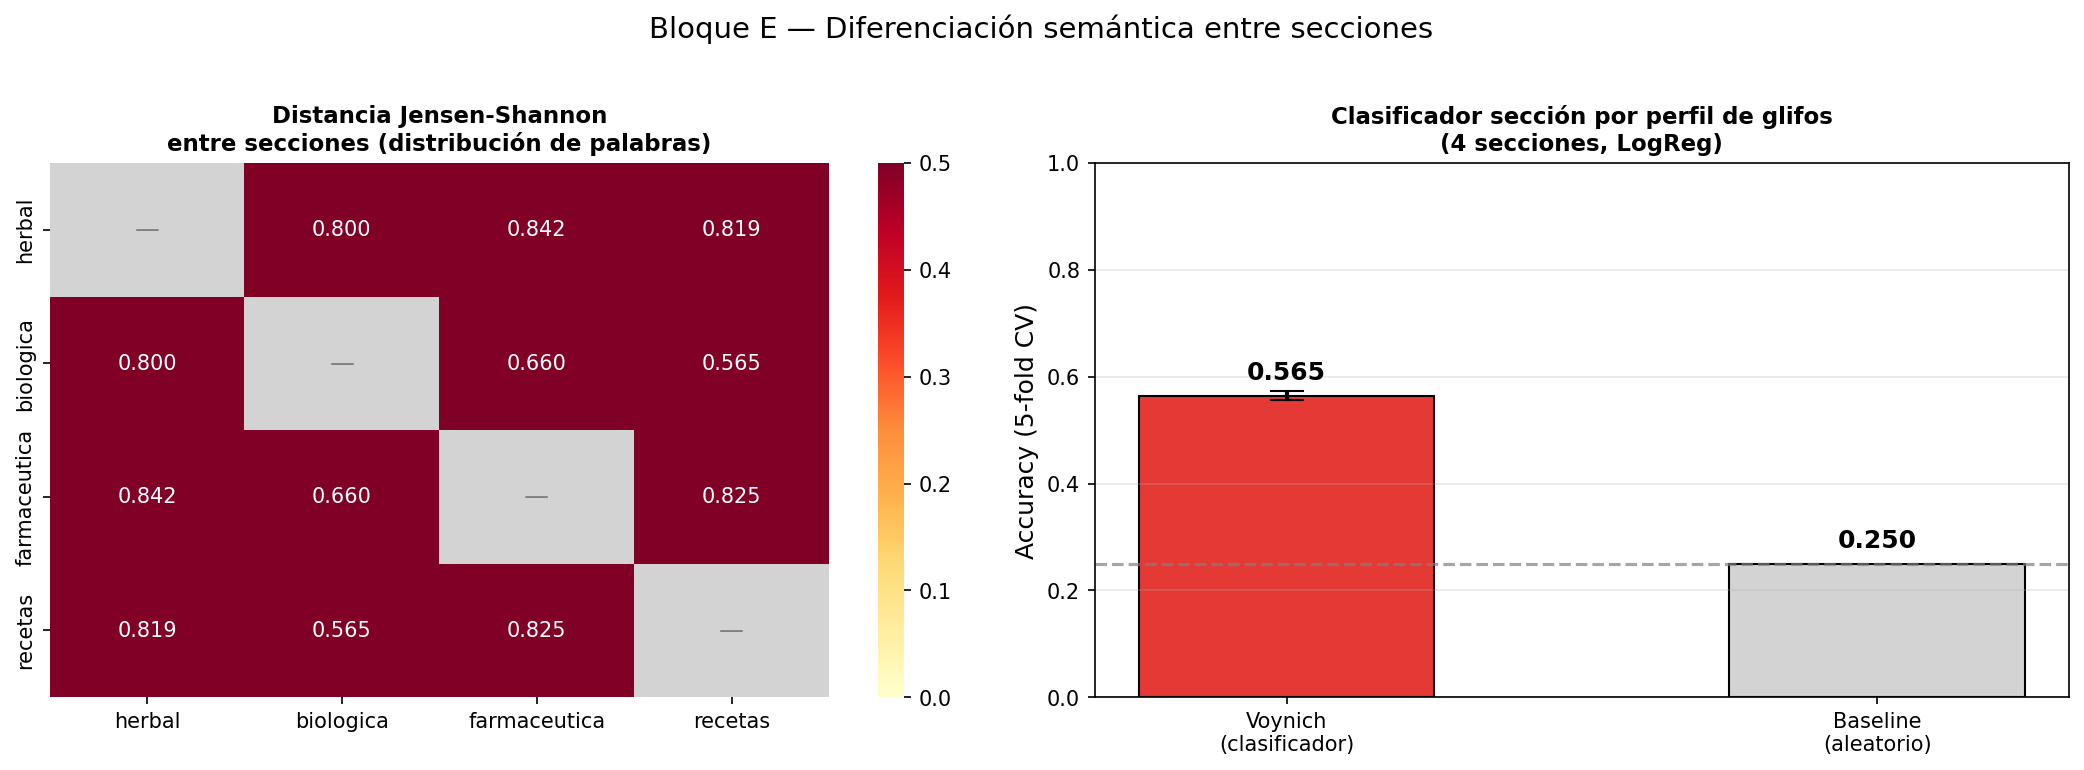 Bloque E — Diferenciación semántica entre secciones
Distancia Jensen-Shannon
entre secciones (distribución de palabras)
herbal
biologica
farmaceutica
recetas
— 0.800 0.842 0.819
0.800 — 0.660 0.565
0.842 0.660 — 0.825
0.819 0.565 0.825 —
herbal biologica farmaceutica recetas
0.5
0.4
0.3
0.2
0.1
0.0
Clasificador sección por perfil de glifos
(4 secciones, LogReg)
Accuracy (5-fold CV)
1.0
0.8
0.6
0.4
0.2
0.0
0.565
0.250
Voynich
(clasificador)
Baseline
(aleatorio)